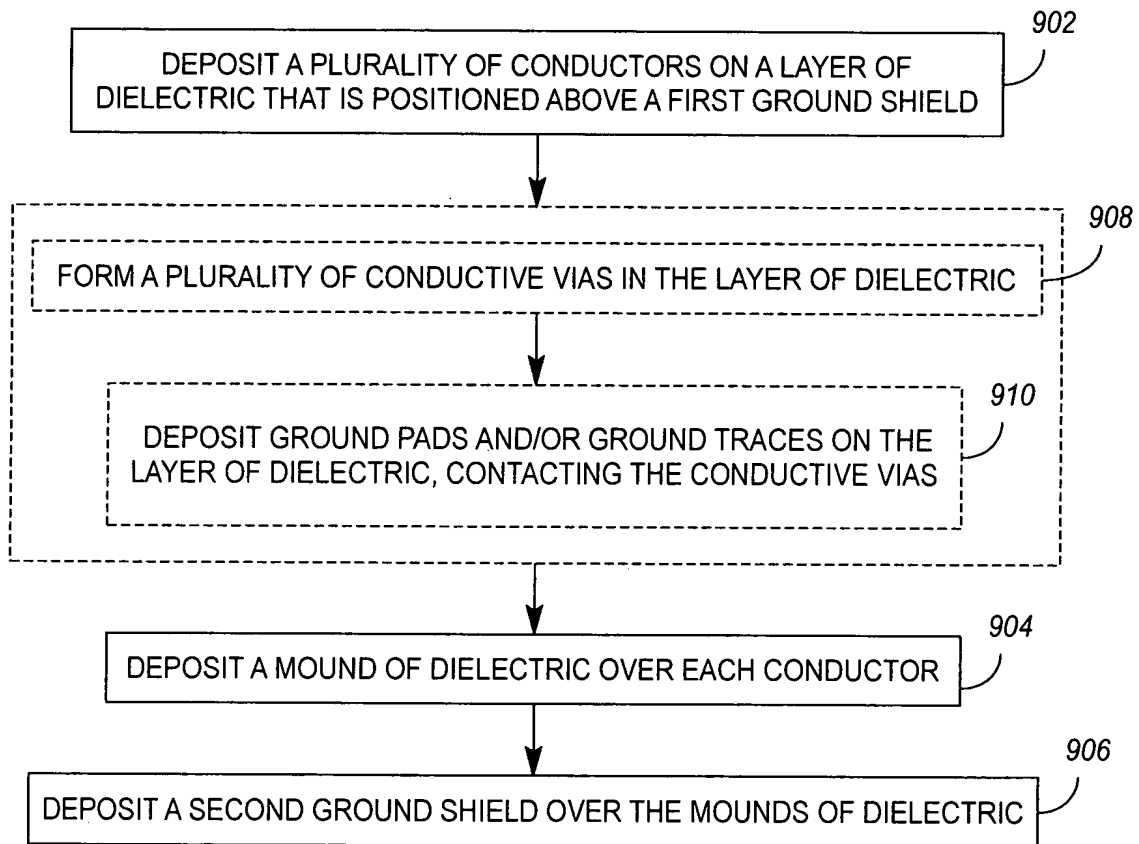 902
DEPOSIT A PLURALITY OF CONDUCTORS ON A LAYER OF
DIELECTRIC THAT IS POSITIONED ABOVE A FIRST GROUND SHIELD
908
FORM A PLURALITY OF CONDUCTIVE VIAS IN THE LAYER OF DIELECTRIC
910
DEPOSIT GROUND PADS AND/OR GROUND TRACES ON THE
LAYER OF DIELECTRIC, CONTACTING THE CONDUCTIVE VIAS
904
DEPOSIT A MOUND OF DIELECTRIC OVER EACH CONDUCTOR
906
DEPOSIT A SECOND GROUND SHIELD OVER THE MOUNDS OF DIELECTRIC